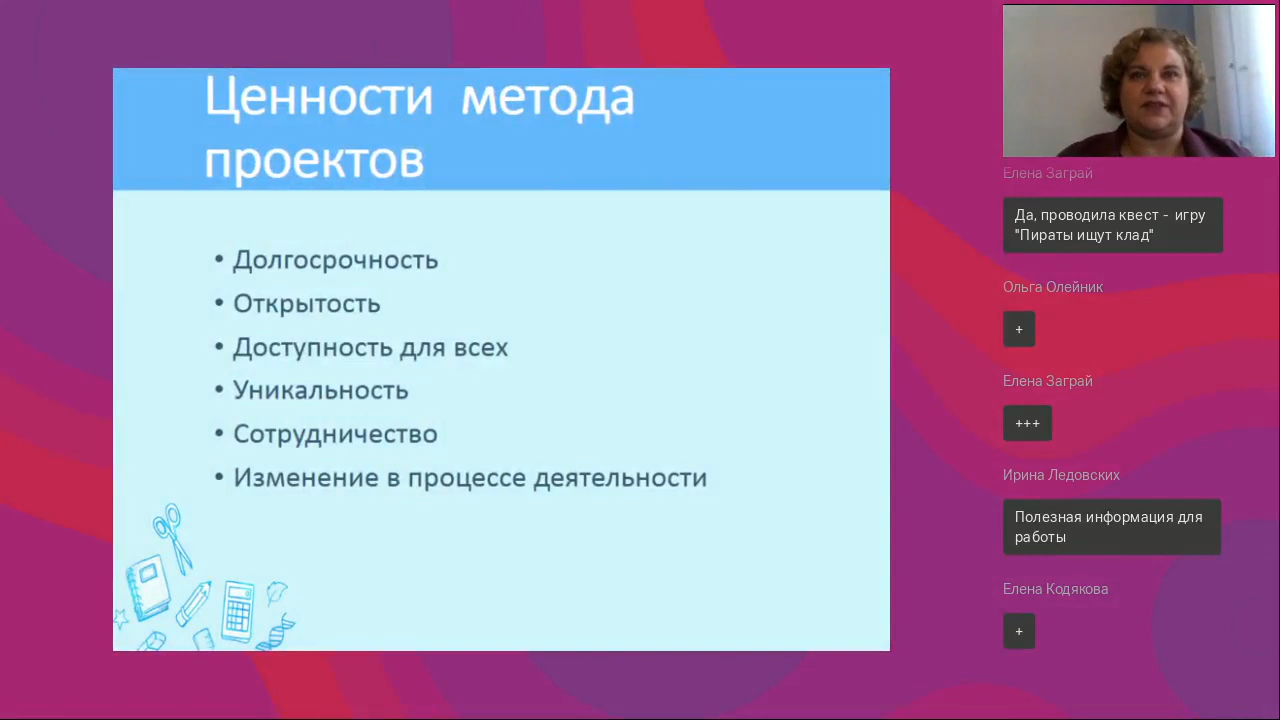 Ценности метода
проектов
• Долгосрочность
• Открытость
• Доступность для всех
• Уникальность
• Сотрудничество
• Изменение в процессе деятельности
Елена Заграй
Да, проводила квест - игру
"Пираты ищут клад"
Ольга Олейник
+
Елена Заграй
+++
Ирина Ледовских
Полезная информация для
работы
Елена Кодякова
+